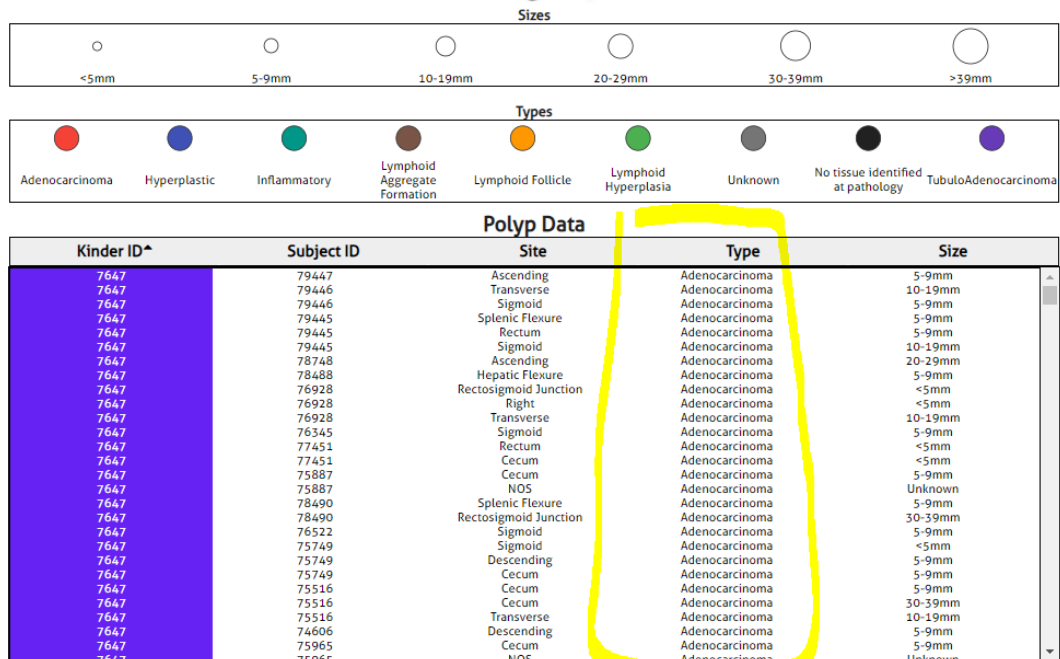 Sizes
<5mm 5-9mm 10-19mm 20-29mm 30-39mm >39mm
Types
Adenocarcinoma Hyperplastic Inflammatory Lymphoid Aggregate Formation Lymphoid Follicle Lymphoid Hyperplasia Unknown No tissue identified at pathology TubuloAdenocarcinoma
Polyp Data
Kinder ID Subject ID Site Type Size
7647 79447 Ascending Adenocarcinoma 5-9mm
7647 79446 Transverse Adenocarcinoma 10-19mm
7647 79446 Sigmoid Adenocarcinoma 5-9mm
7647 79445 Splenic Flexure Adenocarcinoma 5-9mm
7647 79445 Rectum Adenocarcinoma 5-9mm
7647 79445 Sigmoid Adenocarcinoma 10-19mm
7647 78748 Ascending Adenocarcinoma 20-29mm
7647 78488 Hepatic Flexure Adenocarcinoma 5-9mm
7647 76928 Rectosigmoid Junction Adenocarcinoma <5mm
7647 76928 Right Adenocarcinoma <5mm
7647 76928 Transverse Adenocarcinoma 10-19mm
7647 76345 Sigmoid Adenocarcinoma 5-9mm
7647 77451 Rectum Adenocarcinoma <5mm
7647 77451 Cecum Adenocarcinoma <5mm
7647 75887 Cecum Adenocarcinoma 5-9mm
7647 75887 NOS Adenocarcinoma Unknown
7647 78490 Splenic Flexure Adenocarcinoma 5-9mm
7647 78490 Rectosigmoid Junction Adenocarcinoma 30-39mm
7647 76522 Sigmoid Adenocarcinoma 5-9mm
7647 75749 Sigmoid Adenocarcinoma <5mm
7647 75749 Descending Adenocarcinoma 5-9mm
7647 75749 Cecum Adenocarcinoma 5-9mm
7647 75516 Cecum Adenocarcinoma 5-9mm
7647 75516 Cecum Adenocarcinoma 30-39mm
7647 75516 Transverse Adenocarcinoma 10-19mm
7647 74606 Descending Adenocarcinoma 5-9mm
7647 75965 Cecum Adenocarcinoma 5-9mm
7647 75965 NOS Adenocarcinoma Unknown